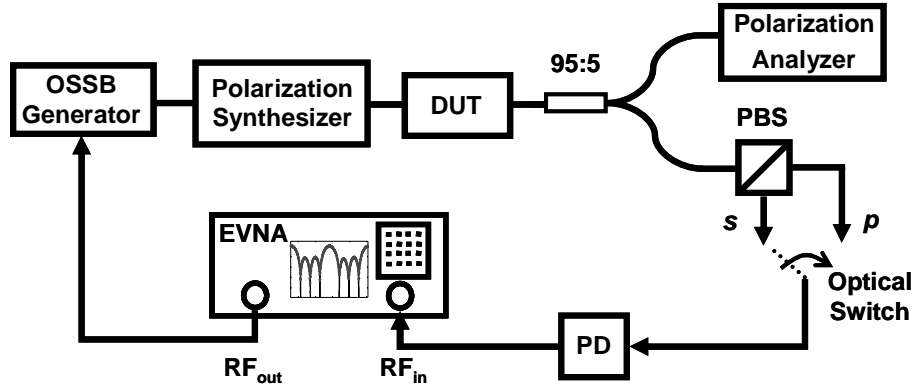 OSSB
Generator
Polarization
Synthesizer
DUT
95:5
Polarization
Analyzer
PBS
s
p
Optical
Switch
EVNA
RFout
RFin
PD